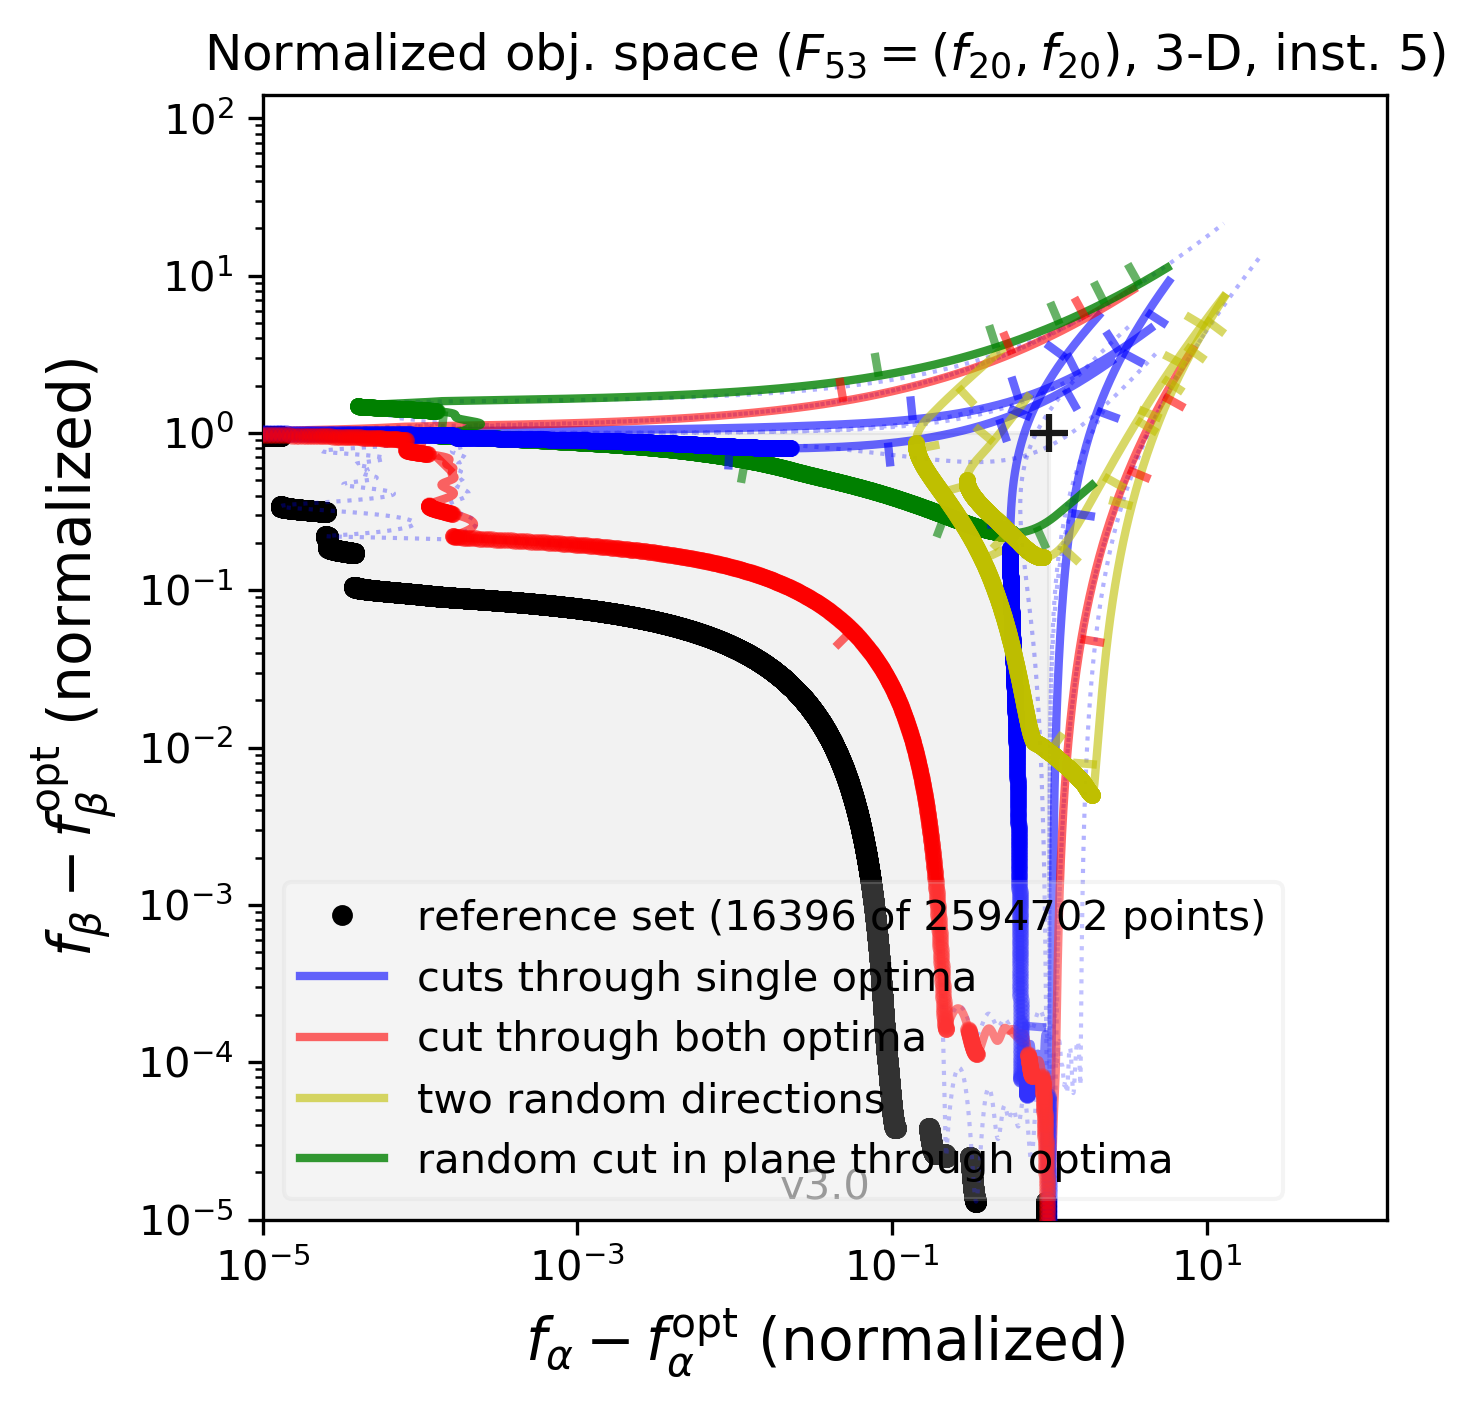 Normalized obj. space (F₅₃ = (f₂₀, f₂₀), 3-D, inst. 5)
10²
10¹
10⁰
10⁻¹
10⁻²
10⁻³
10⁻⁴
10⁻⁵
f_β − f_β^opt (normalized)
reference set (16396 of 2594702 points)
cuts through single optima
cut through both optima
two random directions
random cut in plane through optima
v3.0
10⁻⁵ 10⁻³ 10⁻¹ 10¹
f_α − f_α^opt (normalized)